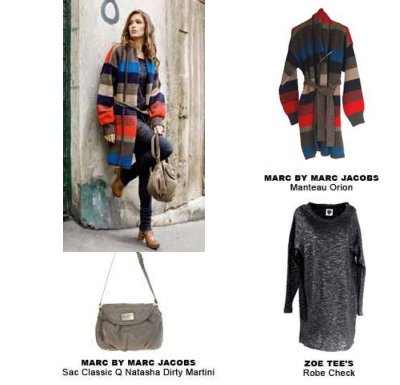 MARC BY MARC JACOBS
Manteau Orion
MARC BY MARC JACOBS
Sac Classic Q Natasha Dirty Martini
ZOE TEE'S
Robe Check